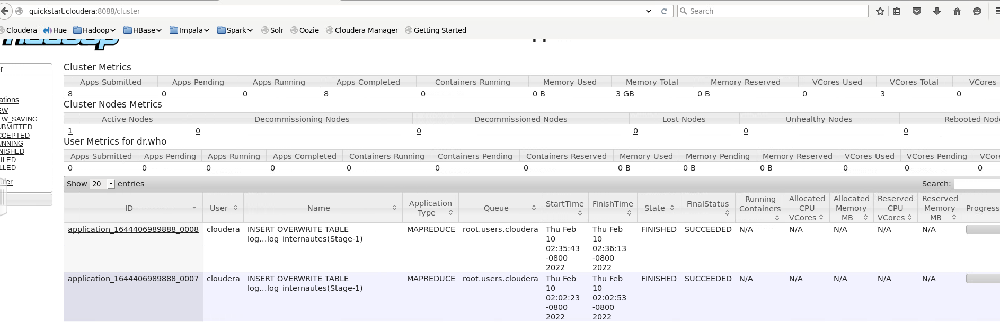 quickstart.cloudera:8088/cluster Search
Cloudera Hue Hadoop HBase Impala Spark Solr Oozie Cloudera Manager Getting Started
Cluster Metrics
Apps Submitted Apps Pending Apps Running Apps Completed Containers Running Memory Used Memory Total Memory Reserved VCores Used VCores Total VCores
8 0 0 8 0 0 B 3 GB 0 B 0 3 0
Cluster Nodes Metrics
Active Nodes Decommissioning Nodes Decommissioned Nodes Lost Nodes Unhealthy Nodes Rebooted Node
1 0 0 0 0 0
User Metrics for dr.who
Apps Submitted Apps Pending Apps Running Apps Completed Containers Running Containers Pending Containers Reserved Memory Used Memory Pending Memory Reserved VCores Used VCores Pending VCore
0 0 0 0 0 0 0 0 B 0 B 0 B 0 0 0
Show 20 entries Search:
ID User Name Application Type Queue StartTime FinishTime State FinalStatus Running Containers Allocated CPU VCores Allocated Memory MB Reserved CPU VCores Reserved Memory MB Progress
application_1644406989888_0008 cloudera INSERT OVERWRITE TABLE MAPREDUCE root.users.cloudera Thu Feb Thu Feb FINISHED SUCCEEDED N/A N/A N/A N/A N/A
log...log_internautes(Stage-1) 10 10
02:35:43 02:36:13
-0800 -0800
2022 2022
application_1644406989888_0007 cloudera INSERT OVERWRITE TABLE MAPREDUCE root.users.cloudera Thu Feb Thu Feb FINISHED SUCCEEDED N/A N/A N/A N/A N/A
log...log_internautes(Stage-1) 10 10
02:02:23 02:02:53
-0800 -0800
2022 2022
r
ations
EW
EW_SAVING
UBMITTED
CCEPTED
UNNING
NISHED
ILED
LLED
uler